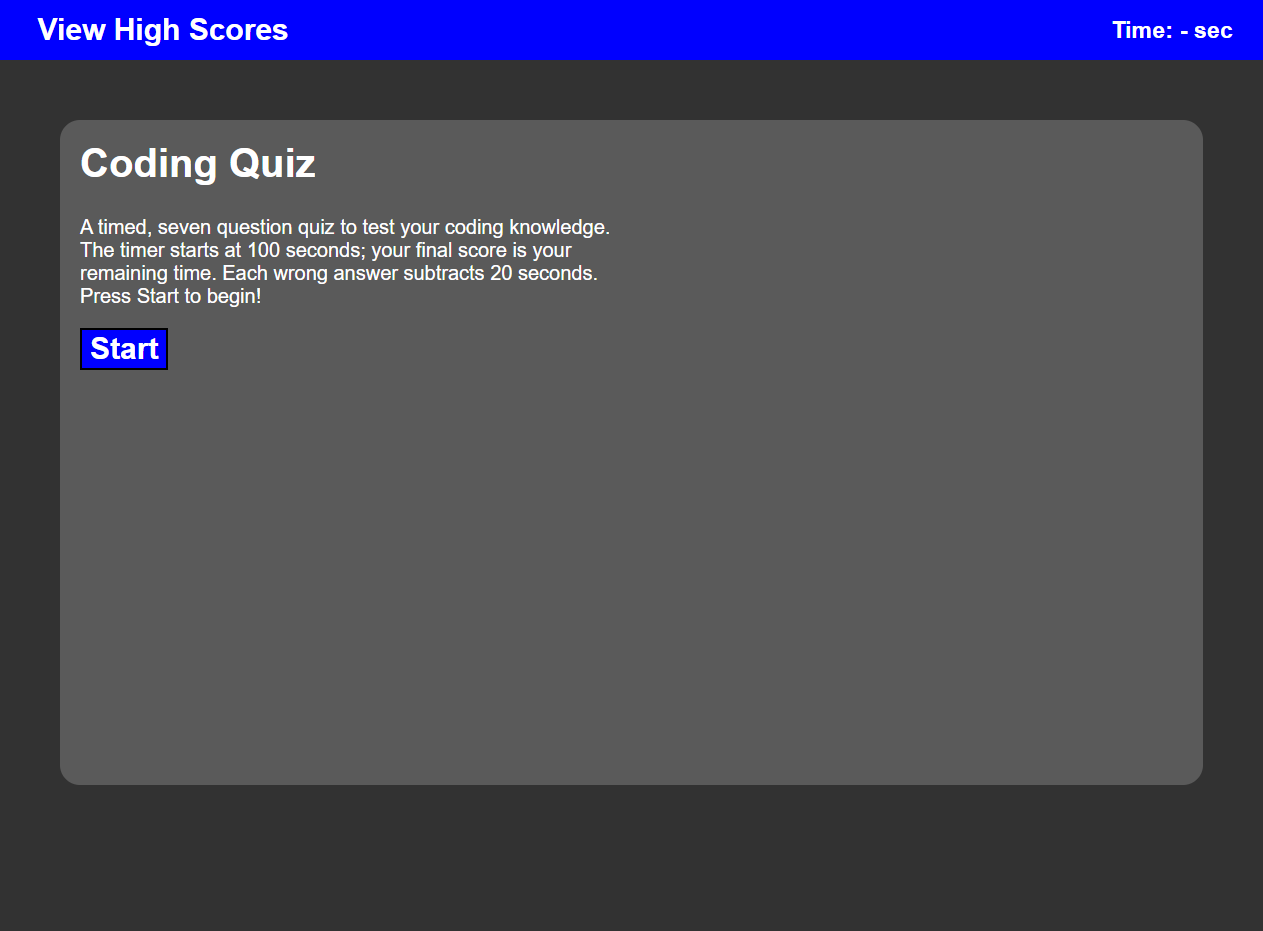 View High Scores
Time: - sec
Coding Quiz
A timed, seven question quiz to test your coding knowledge.
The timer starts at 100 seconds; your final score is your
remaining time. Each wrong answer subtracts 20 seconds.
Press Start to begin!
Start